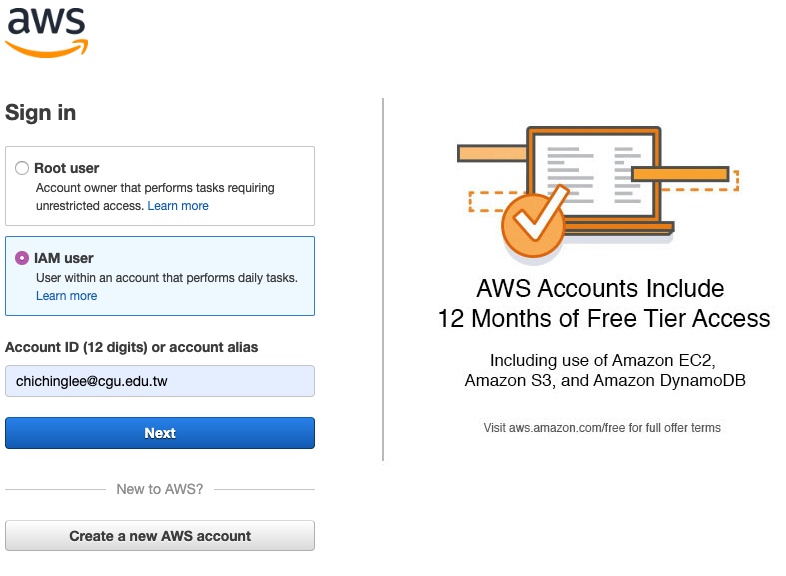 aws
Sign in
Root user
Account owner that performs tasks requiring
unrestricted access. Learn more
IAM user
User within an account that performs daily tasks.
Learn more
Account ID (12 digits) or account alias
chichinglee@cgu.edu.tw
Next
New to AWS?
Create a new AWS account
AWS Accounts Include
12 Months of Free Tier Access
Including use of Amazon EC2,
Amazon S3, and Amazon DynamoDB
Visit aws.amazon.com/free for full offer terms